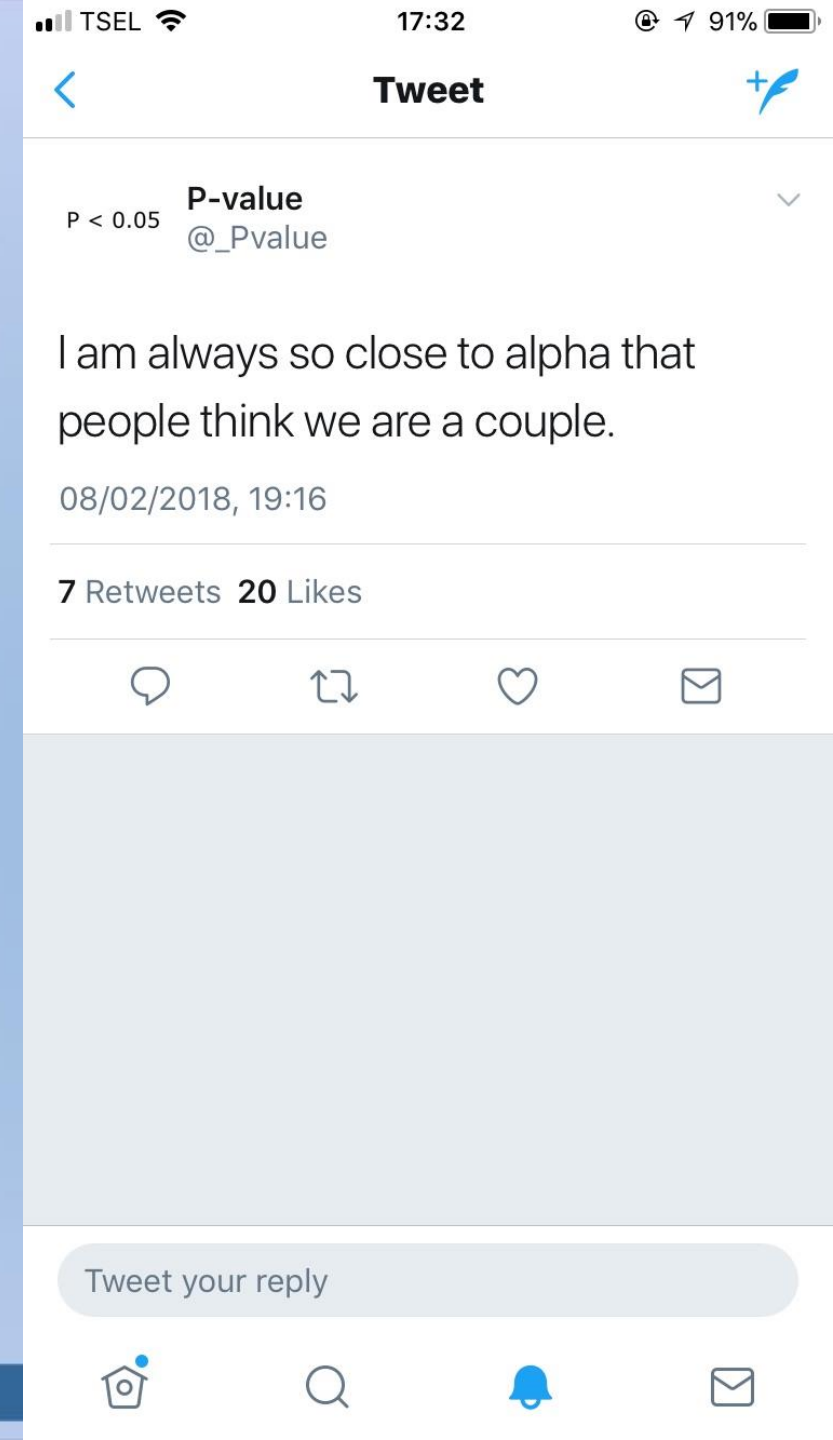 TSEL 17:32 91%
Tweet
P < 0.05
P-value
@_Pvalue
I am always so close to alpha that
people think we are a couple.
08/02/2018, 19:16
7 Retweets 20 Likes
Tweet your reply